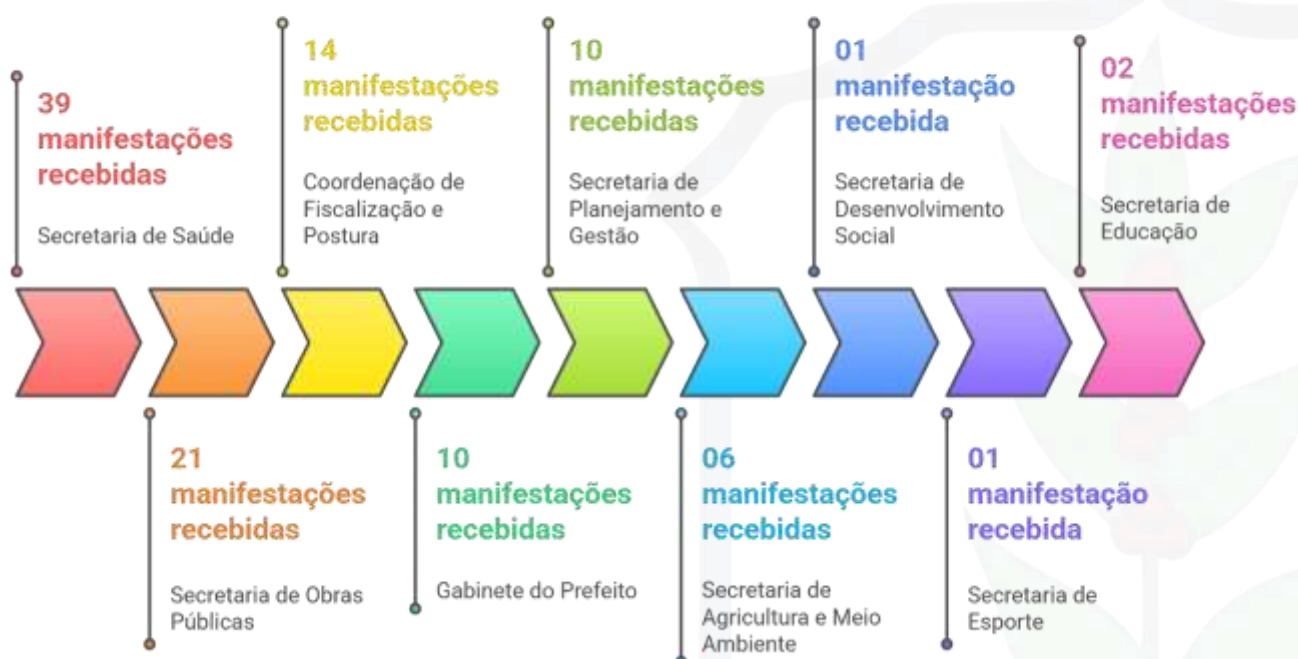 39
manifestações
recebidas
Secretaria de Saúde
14
manifestações
recebidas
Coordenação de
Fiscalização e
Postura
10
manifestações
recebidas
Secretaria de
Planejamento e
Gestão
01
manifestação
recebida
Secretaria de
Desenvolvimento
Social
02
manifestações
recebidas
Secretaria de
Educação
21
manifestações
recebidas
Secretaria de Obras
Públicas
10
manifestações
recebidas
Gabinete do Prefeito
06
manifestações
recebidas
Secretaria de
Agricultura e Meio
Ambiente
01
manifestação
recebida
Secretaria de
Esporte